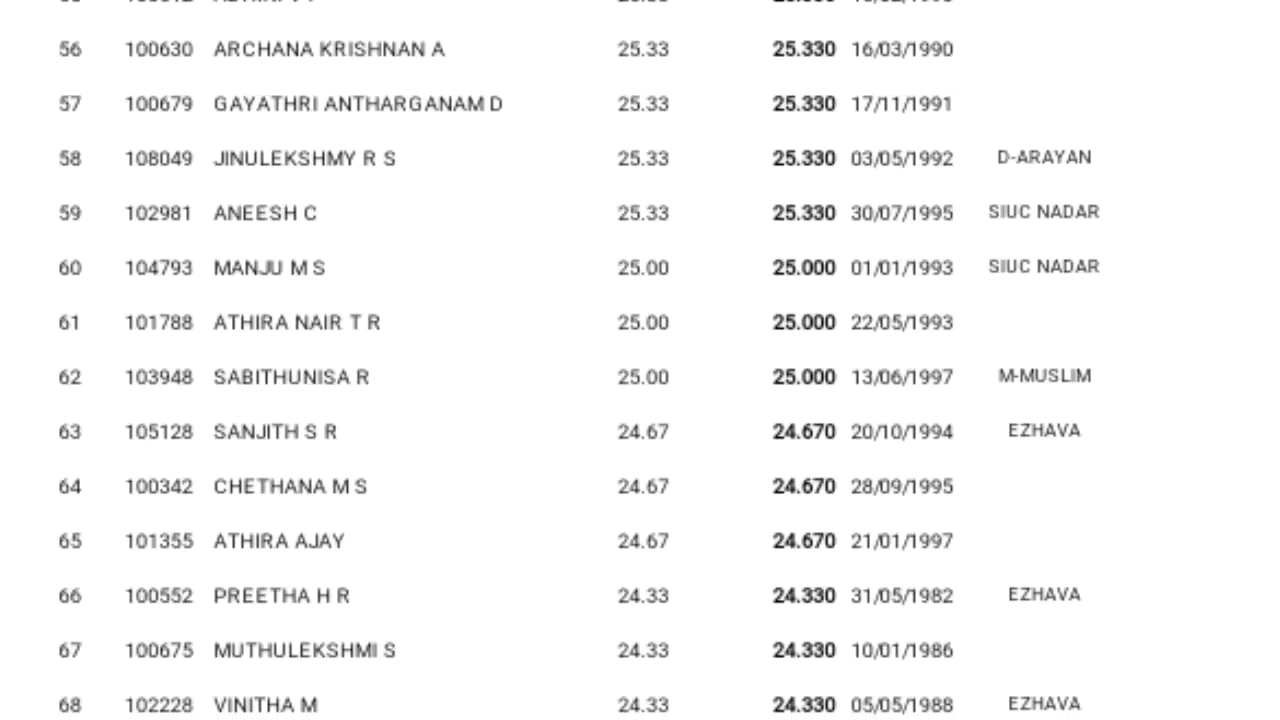 56 100630 ARCHANA KRISHNAN A 25.33 25.330 16/03/1990
57 100679 GAYATHRI ANTHARGANAM D 25.33 25.330 17/11/1991
58 108049 JINULEKSHMY R S 25.33 25.330 03/05/1992 D-ARAYAN
59 102981 ANEESH C 25.33 25.330 30/07/1995 SIUC NADAR
60 104793 MANJU M S 25.00 25.000 01/01/1993 SIUC NADAR
61 101788 ATHIRA NAIR T R 25.00 25.000 22/05/1993
62 103948 SABITHUNISA R 25.00 25.000 13/06/1997 M-MUSLIM
63 105128 SANJITH S R 24.67 24.670 20/10/1994 EZHAVA
64 100342 CHETHANA M S 24.67 24.670 28/09/1995
65 101355 ATHIRA AJAY 24.67 24.670 21/01/1997
66 100552 PREETHA H R 24.33 24.330 31/05/1982 EZHAVA
67 100675 MUTHULEKSHMI S 24.33 24.330 10/01/1986
68 102228 VINITHA M 24.33 24.330 05/05/1988 EZHAVA